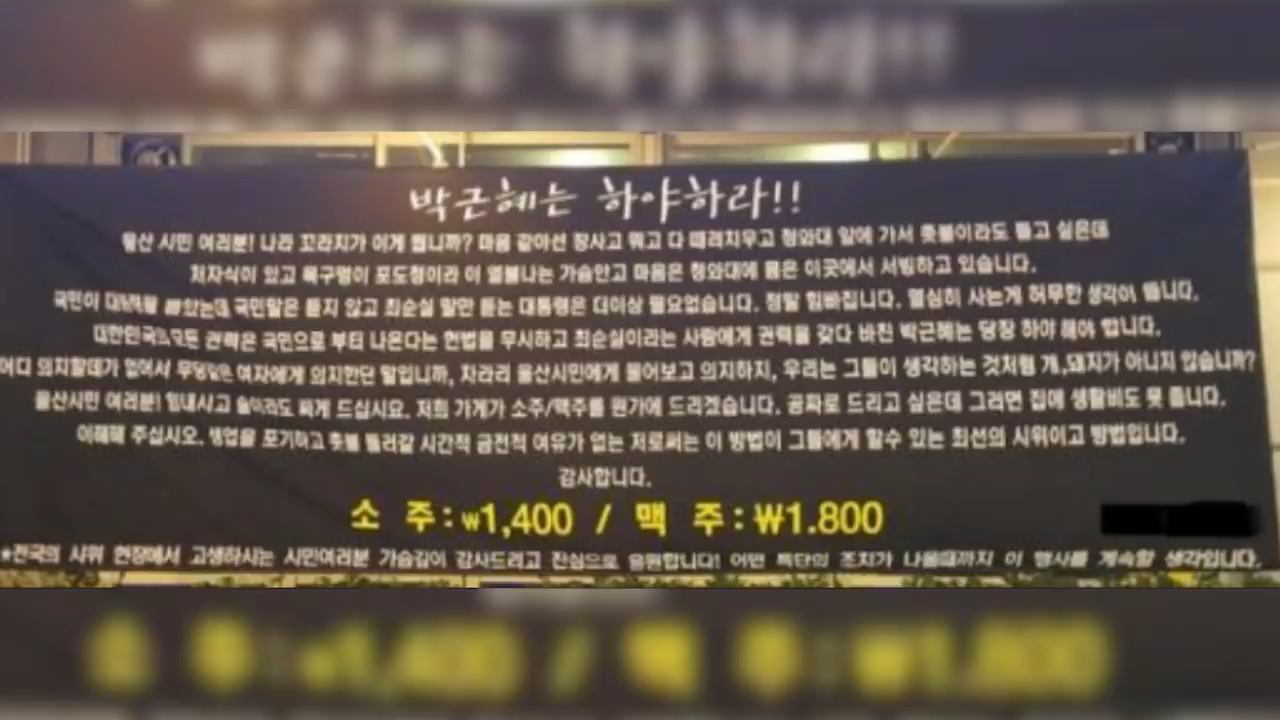 박근혜는 하야하라!!
울산 시민 여러분! 나라 꼬라지가 이게 뭡니까? 마음 같아선 장사고 뭐고 다 때려치우고 청와대 앞에 가서 촛불이라도 들고 싶은데
처자식이 있고 목구멍이 포도청이라 이 열불나는 가슴안고 마음은 청와대에 몸은 이곳에서 서빙하고 있습니다.
국민이 대통령을 뽑았는데 국민말은 듣지 않고 최순실 말만 듣는 대통령은 더이상 필요없습니다. 정말 힘빠집니다. 열심히 사는게 허무한 생각이 듭니다.
대한민국의 모든 권력은 국민으로 부터 나온다는 헌법을 무시하고 최순실이라는 사람에게 권력을 갖다 바친 박근혜는 당장 하야 해야 합니다.
어디 의지할데가 없어서 무당같은 여자에게 의지한단 말입니까, 차라리 울산시민에게 물어보고 의지하지, 우리는 그들이 생각하는 것처럼 개,돼지가 아니지 않습니까?
울산시민 여러분! 힘내시고 술이라도 싸게 드십시요. 저희 가게가 소주/맥주를 원가에 드리겠습니다. 공짜로 드리고 싶은데 그러면 집에 생활비도 못 줍니다.
이해해 주십시오. 생업을 포기하고 촛불 들러갈 시간적 금전적 여유가 없는 저로써는 이 방법이 그들에게 할수 있는 최선의 시위이고 방법입니다.
감사합니다.
소 주:₩1,400 / 맥 주:₩1.800
*전국의 시위 현장에서 고생하시는 시민여러분 가슴깊이 감사드리고 진심으로 응원합니다! 어떤 특단의 조치가 나올때까지 이 행사를 계속할 생각입니다.